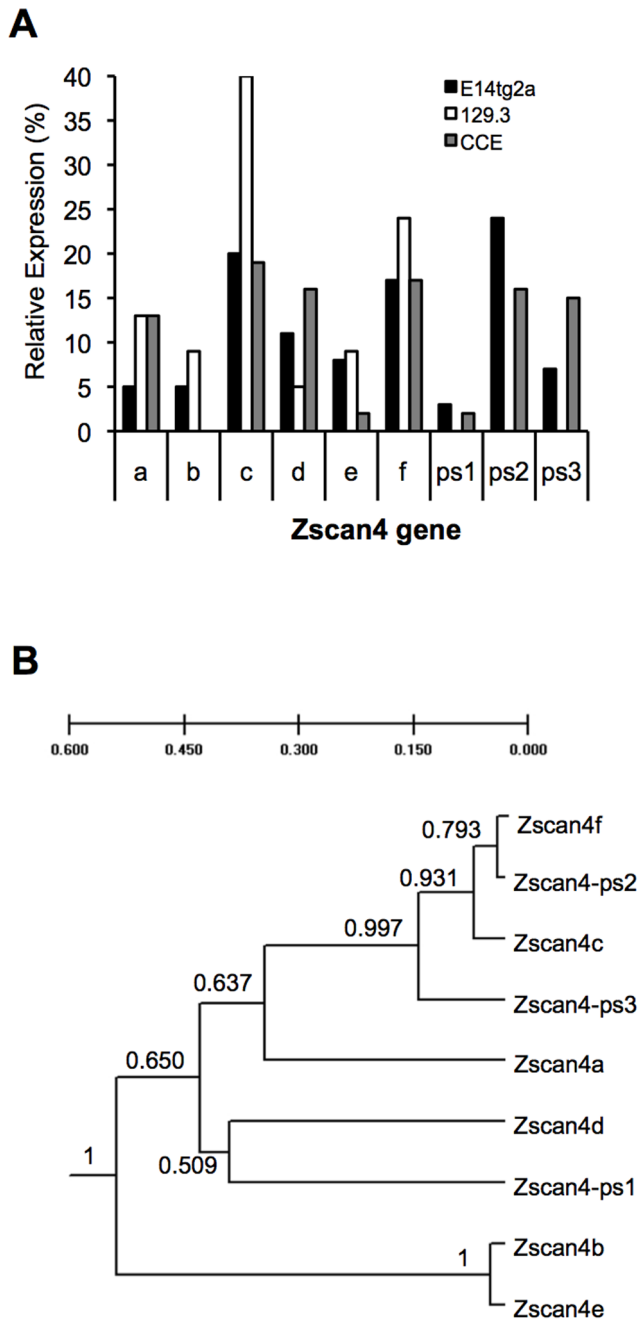 A
Relative Expression (%)
40
35
30
25
20
15
10
5
0
E14tg2a
129.3
CCE
a b c d e f ps1 ps2 ps3
Zscan4 gene
B
0.600 0.450 0.300 0.150 0.000
0.793
Zscan4f
0.931
Zscan4-ps2
0.997
Zscan4c
0.637
Zscan4-ps3
0.650
Zscan4a
Zscan4d
1
0.509
Zscan4-ps1
1
Zscan4b
Zscan4e